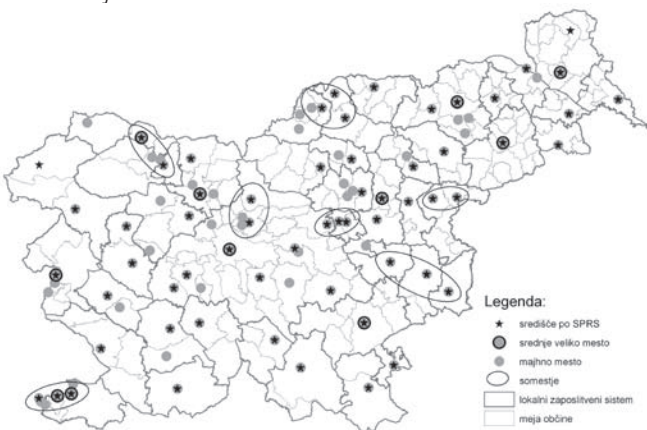 Legenda:
središče po SPRS
srednje veliko mesto
majhno mesto
somestje
lokalni zaposlitveni sistem
meja občine